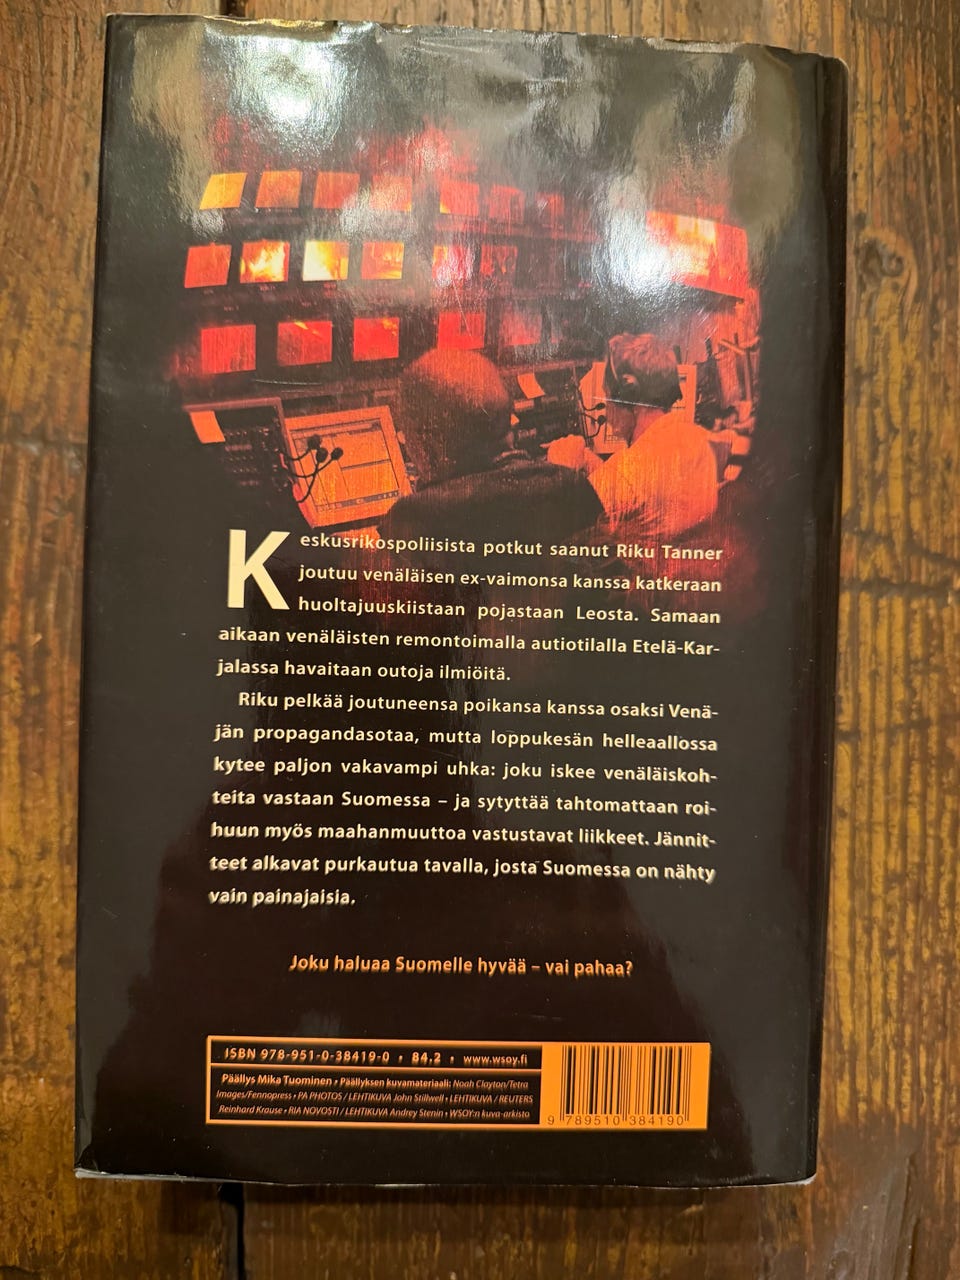 Keskusrikospoliisista potkut saanut Riku Tanner
joutuu venäläisen ex-vaimonsa kanssa katkeraan
huoltajuuskiistaan pojastaan Leosta. Samaan
aikaan venäläisten remontoimalla autiotilalla Etelä-Kar-
jalassa havaitaan outoja ilmiöitä.
Riku pelkää joutuneensa poikansa kanssa osaksi Venä-
jän propagandasotaa, mutta loppukesän helleaallossa
kytee paljon vakavampi uhka: joku iskee venäläiskoh-
teita vastaan Suomessa – ja sytyttää tahtomattaan roi-
huun myös maahanmuuttoa vastustavat liikkeet. Jännit-
teet alkavat purkautua tavalla, josta Suomessa on nähty
vain painajaisia.
Joku haluaa Suomelle hyvää – vai pahaa?
ISBN 978-951-0-38419-0 • 84.2 • www.wsoy.fi
Päällys Mika Tuominen • Päällyksen kuvamateriaali: Noah Clayton/Tetra
Images/Fennopress • PA PHOTOS / LEHTIKUVA John Stillwell • LEHTIKUVA / REUTERS
Reinhard Krause • RIA NOVOSTI / LEHTIKUVA Andrey Stenin • WSOY:n kuva-arkisto
9 789510 384190